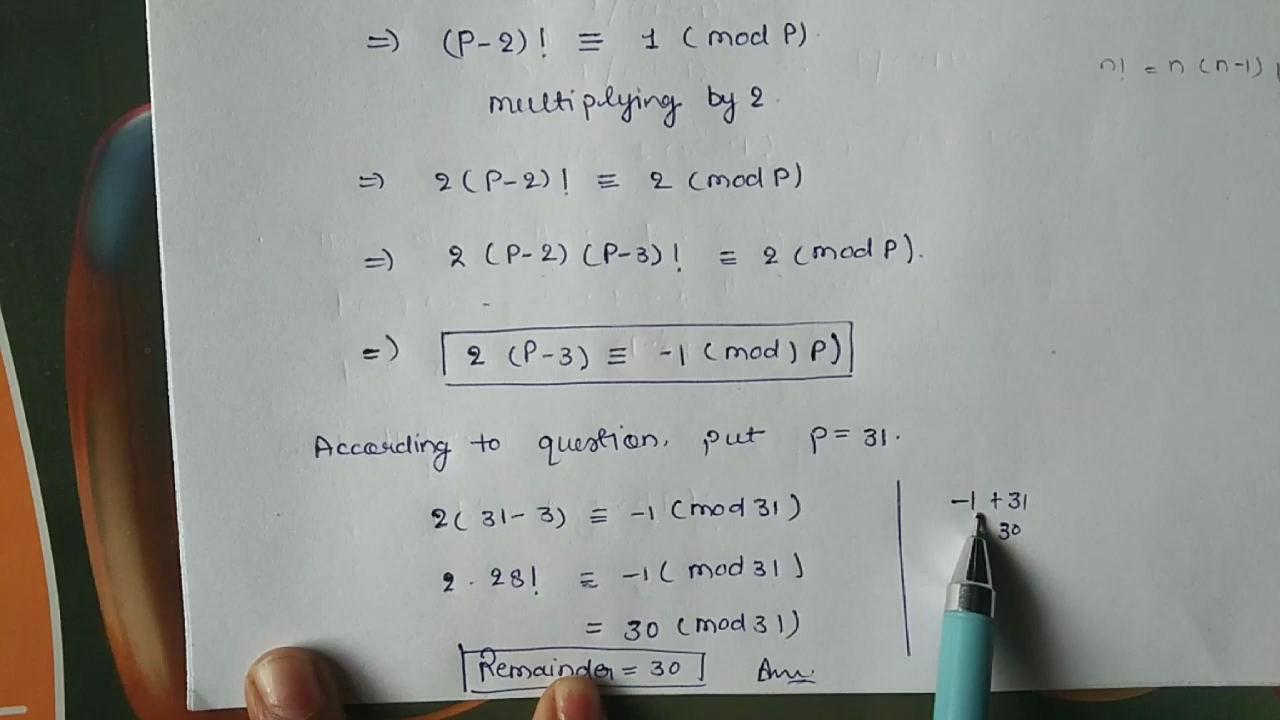 ⇒ (P-2)! ≡ 1 (mod P)
n! = n (n-1)
multiplying by 2.
⇒ 2(P-2)! ≡ 2 (mod P)
⇒ 2 (P-2) (P-3)! ≡ 2 (mod P).
⇒ 2 (P-3) ≡ -1 (mod) P)
According to question, put P = 31.
2( 31-3) ≡ -1 (mod 31)
-1 + 31
30
2 · 28! ≡ -1( mod 31)
= 30 (mod 31)
Remainder = 30 Ans.